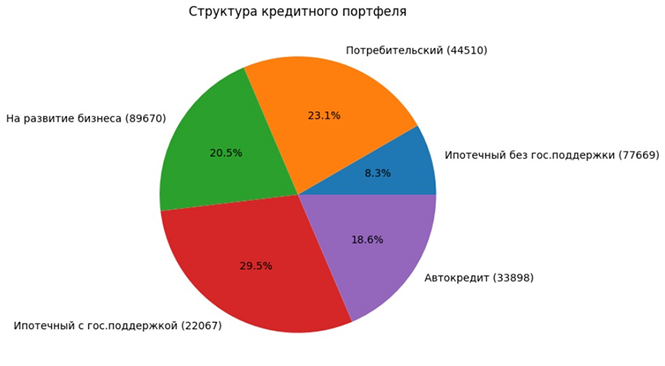 Структура кредитного портфеля
Потребительский (44510)
23.1%
На развитие бизнеса (89670)
20.5%
Ипотечный без гос.поддержки (77669)
8.3%
18.6%
Автокредит (33898)
29.5%
Ипотечный с гос.поддержкой (22067)